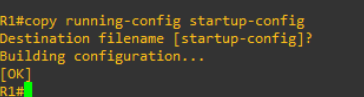 R1#copy running-config startup-config
Destination filename [startup-config]?
Building configuration...
[OK]
R1#